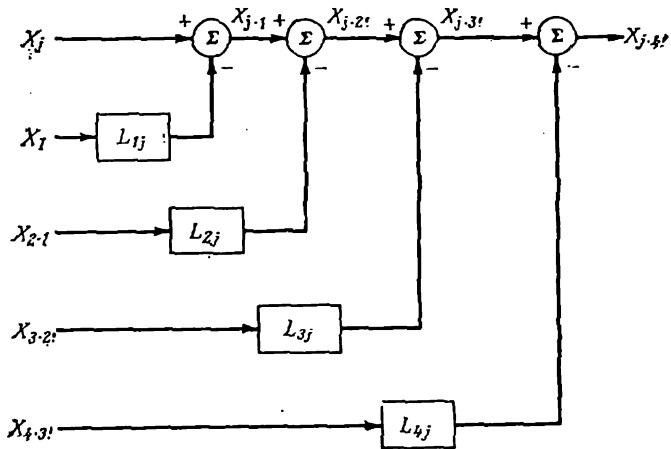 X_j + Σ X_{j·1} + Σ X_{j·2!} + Σ X_{j·3!} + Σ X_{j·4!}
− − − −
X_1 L_{1j}
X_{2·1} L_{2j}
X_{3·2!} L_{3j}
X_{4·3!} L_{4j}